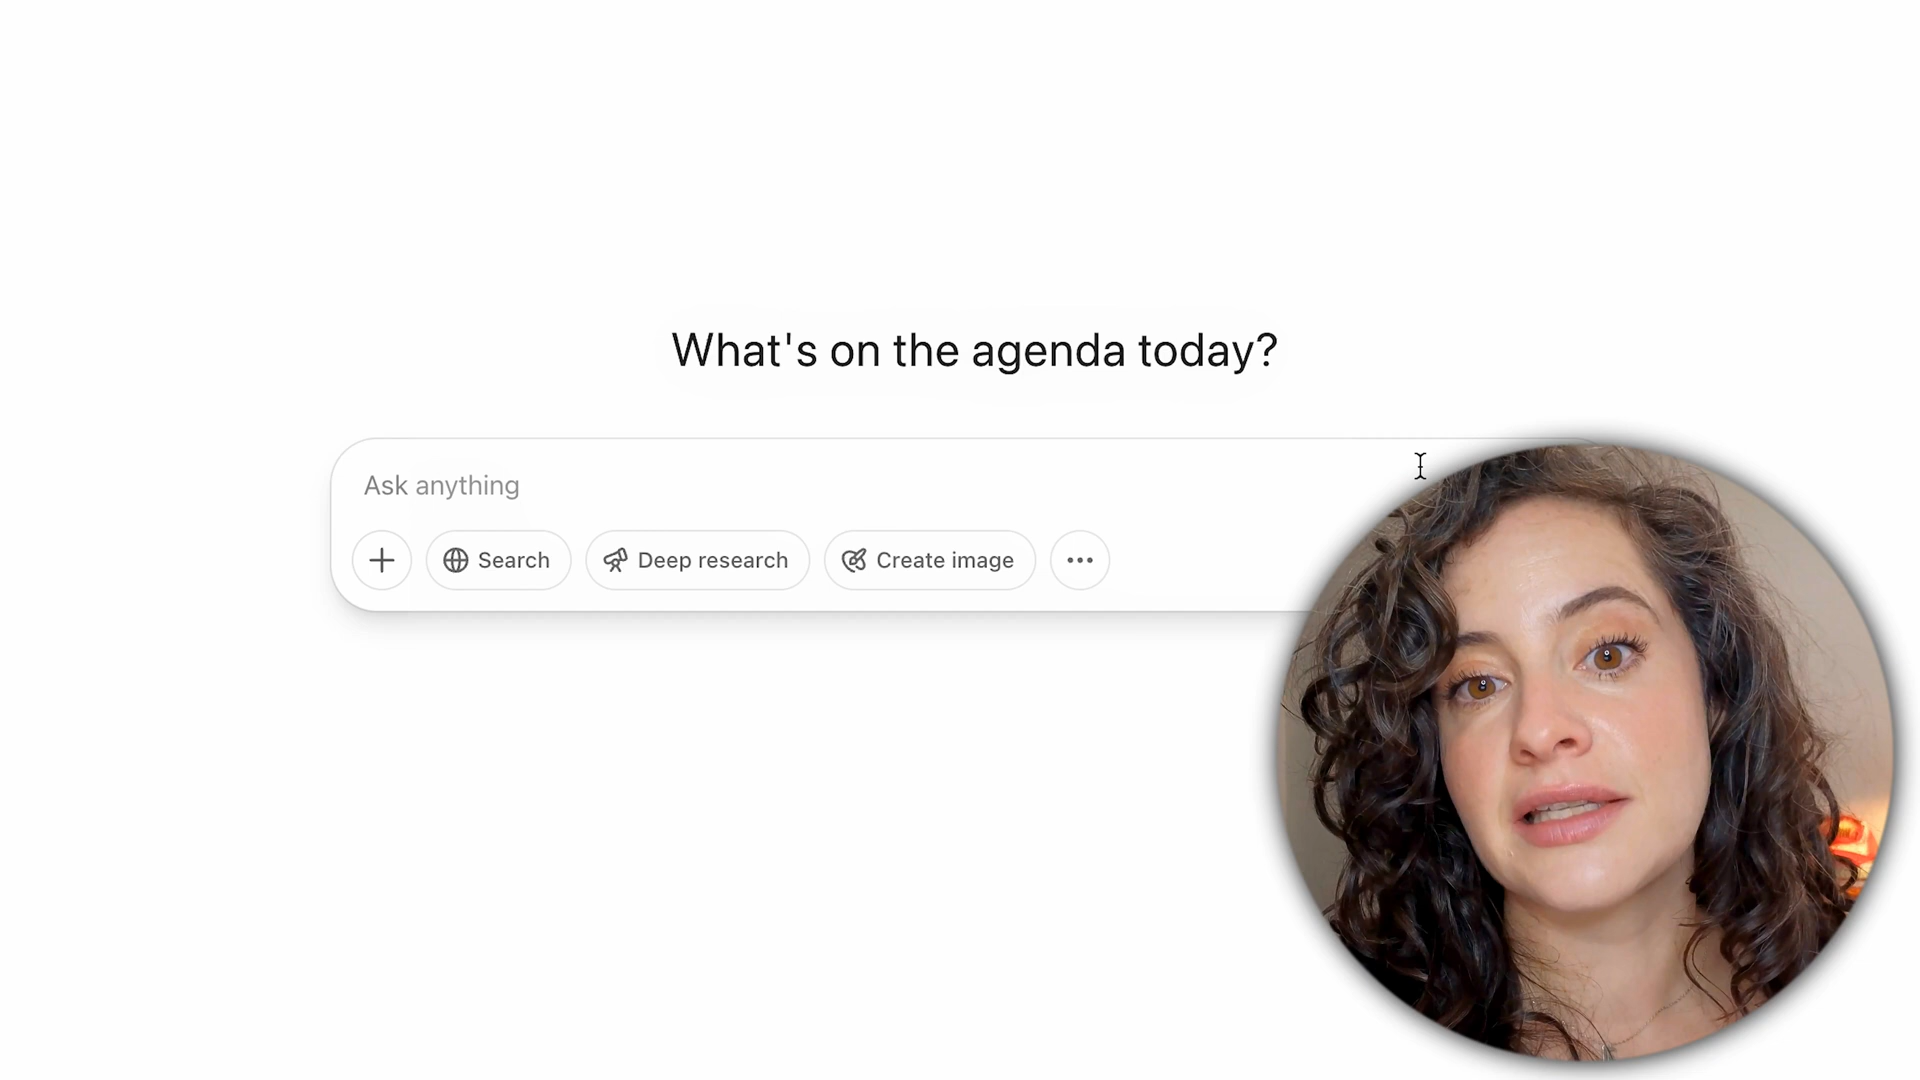 What's on the agenda today?
Ask anything
Search
Deep research
Create image